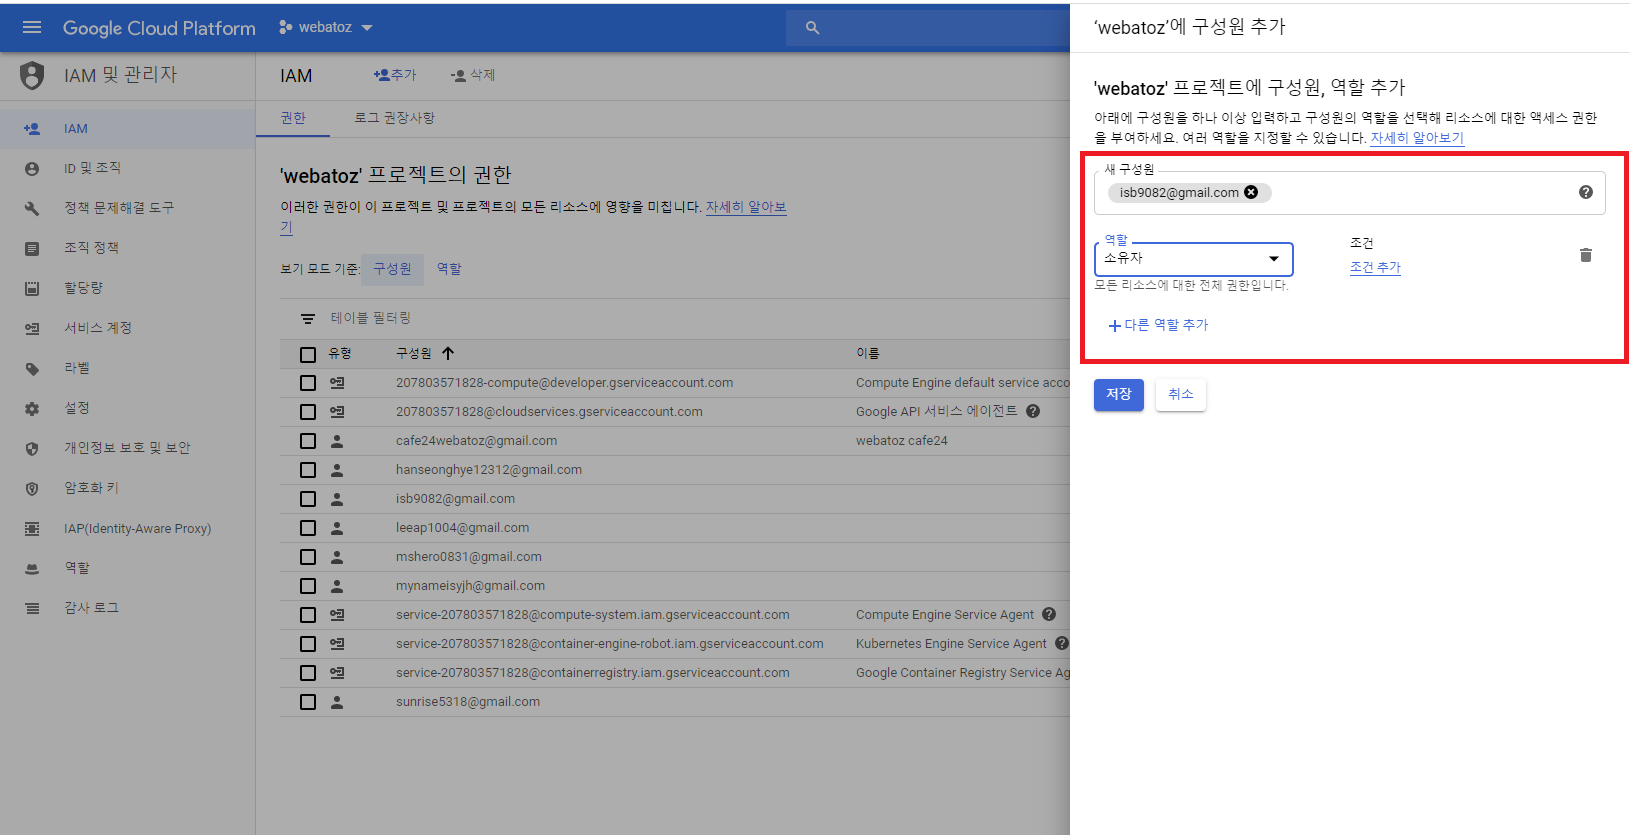 Google Cloud Platform
webatoz
IAM 및 관리자
IAM
ID 및 조직
정책 문제해결 도구
조직 정책
할당량
서비스 계정
라벨
설정
개인정보 보호 및 보안
암호화 키
IAP(Identity-Aware Proxy)
역할
감사 로그
IAM
추가
삭제
권한
로그 권장사항
'webatoz' 프로젝트의 권한
이러한 권한이 이 프로젝트 및 프로젝트의 모든 리소스에 영향을 미칩니다. 자세히 알아보
기
보기 모드 기준: 구성원 역할
테이블 필터링
유형 구성원 이름
207803571828-compute@developer.gserviceaccount.com Compute Engine default service acco
207803571828@cloudservices.gserviceaccount.com Google API 서비스 에이전트
cafe24webatoz@gmail.com webatoz cafe24
hanseonghye12312@gmail.com
isb9082@gmail.com
leeap1004@gmail.com
mshero0831@gmail.com
mynameisyjh@gmail.com
service-207803571828@compute-system.iam.gserviceaccount.com Compute Engine Service Agent
service-207803571828@container-engine-robot.iam.gserviceaccount.com Kubernetes Engine Service Agent
service-207803571828@containerregistry.iam.gserviceaccount.com Google Container Registry Service Ag
sunrise5318@gmail.com
‘webatoz’에 구성원 추가
'webatoz' 프로젝트에 구성원, 역할 추가
아래에 구성원을 하나 이상 입력하고 구성원의 역할을 선택해 리소스에 대한 액세스 권한
을 부여하세요. 여러 역할을 지정할 수 있습니다. 자세히 알아보기
새 구성원
isb9082@gmail.com
역할
소유자
모든 리소스에 대한 전체 권한입니다.
조건
조건 추가
다른 역할 추가
저장
취소